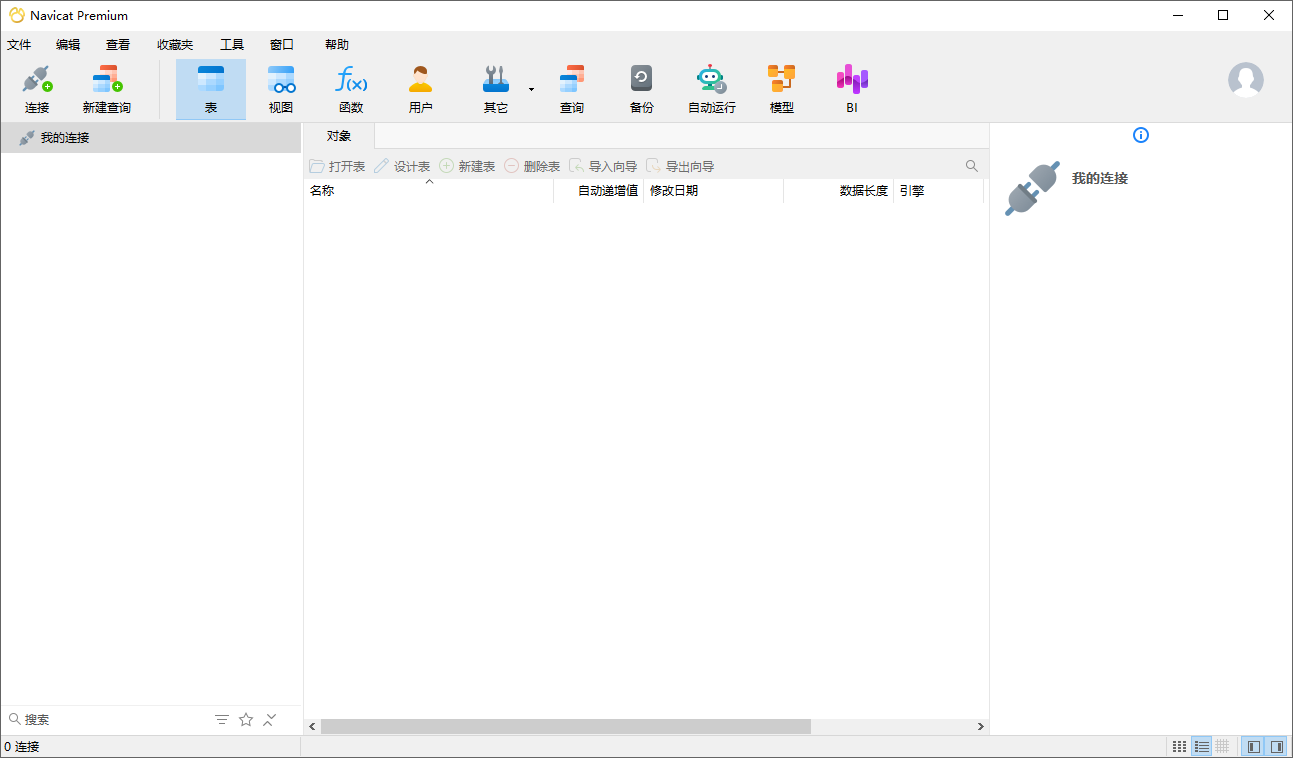 Navicat Premium
文件 编辑 查看 收藏夹 工具 窗口 帮助
连接 新建查询 表 视图 函数 用户 其它 查询 备份 自动运行 模型 BI
我的连接
对象
打开表 设计表 新建表 删除表 导入向导 导出向导
名称 自动递增值 修改日期 数据长度 引擎
我的连接
搜索
0 连接